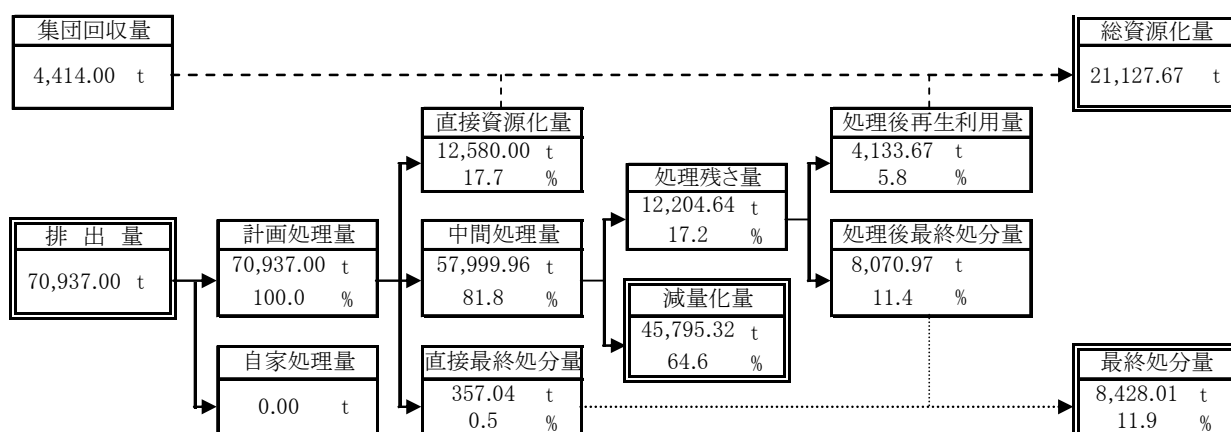 集団回収量
4,414.00 t
総資源化量
21,127.67 t
直接資源化量
12,580.00 t
17.7 %
処理後再生利用量
4,133.67 t
5.8 %
処理残さ量
12,204.64 t
17.2 %
排 出 量
70,937.00 t
計画処理量
70,937.00 t
100.0 %
中間処理量
57,999.96 t
81.8 %
処理後最終処分量
8,070.97 t
11.4 %
減量化量
45,795.32 t
64.6 %
自家処理量
0.00 t
直接最終処分量
357.04 t
0.5 %
最終処分量
8,428.01 t
11.9 %